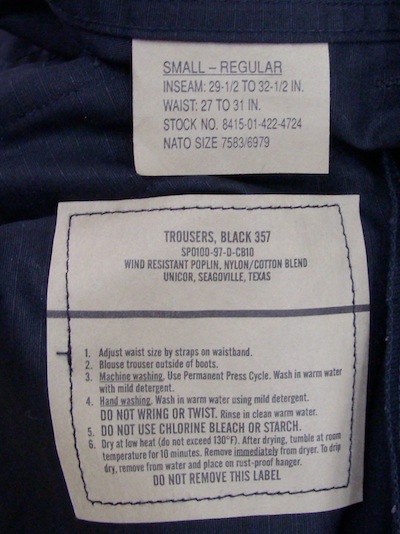 SMALL – REGULAR
INSEAM: 29-1/2 TO 32-1/2 IN.
WAIST: 27 TO 31 IN.
STOCK NO. 8415-01-422-4724
NATO SIZE 7583/6979
TROUSERS, BLACK 357
SP0100-97-D-CB10
WIND RESISTANT POPLIN, NYLON/COTTON BLEND
UNICOR, SEAGOVILLE, TEXAS
1. Adjust waist size by straps on waistband.
2. Blouse trouser outside of boots.
3. Machine washing. Use Permanent Press Cycle. Wash in warm water
with mild detergent.
4. Hand washing. Wash in warm water using mild detergent.
DO NOT WRING OR TWIST. Rinse in clean warm water.
5. DO NOT USE CHLORINE BLEACH OR STARCH.
6. Dry at low heat (do not exceed 130°F). After drying, tumble at room
temperature for 10 minutes. Remove immediately from dryer. To drip
dry, remove from water and place on rust-proof hanger.
DO NOT REMOVE THIS LABEL